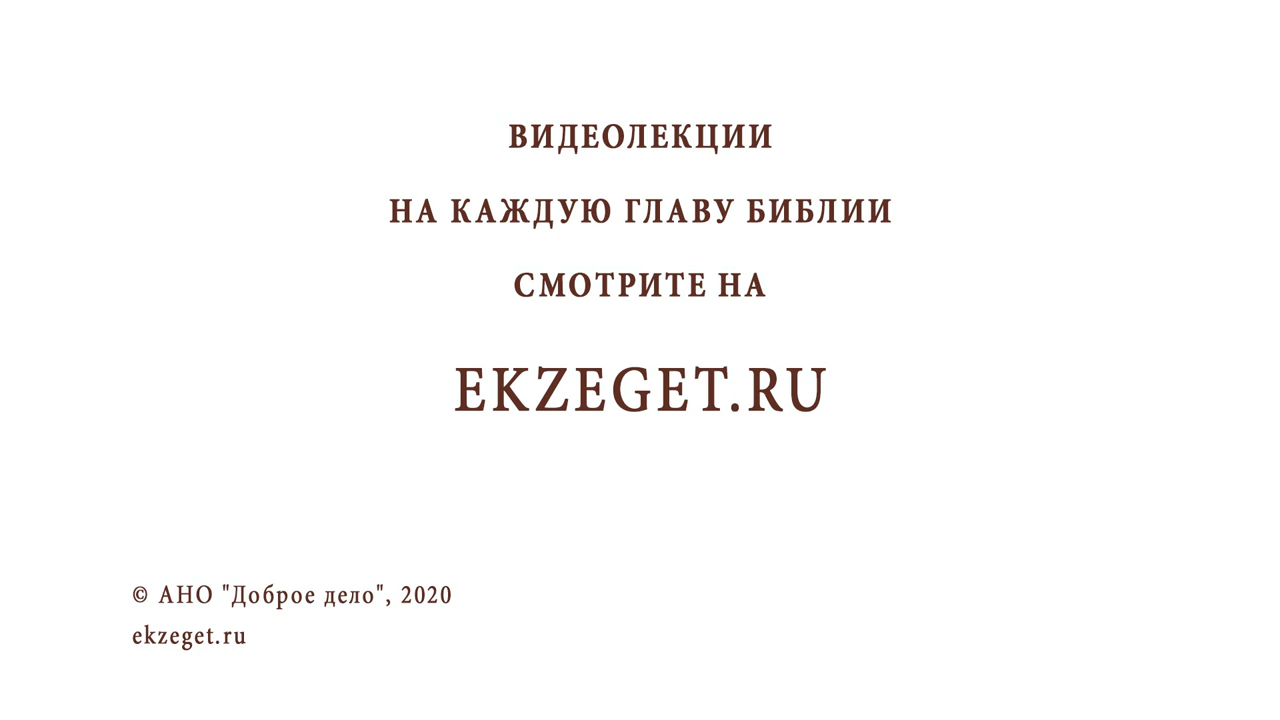 ВИДЕОЛЕКЦИИ
НА КАЖДУЮ ГЛАВУ БИБЛИИ
СМОТРИТЕ НА
EKZEGET.RU
© АНО "Доброе дело", 2020
ekzeget.ru